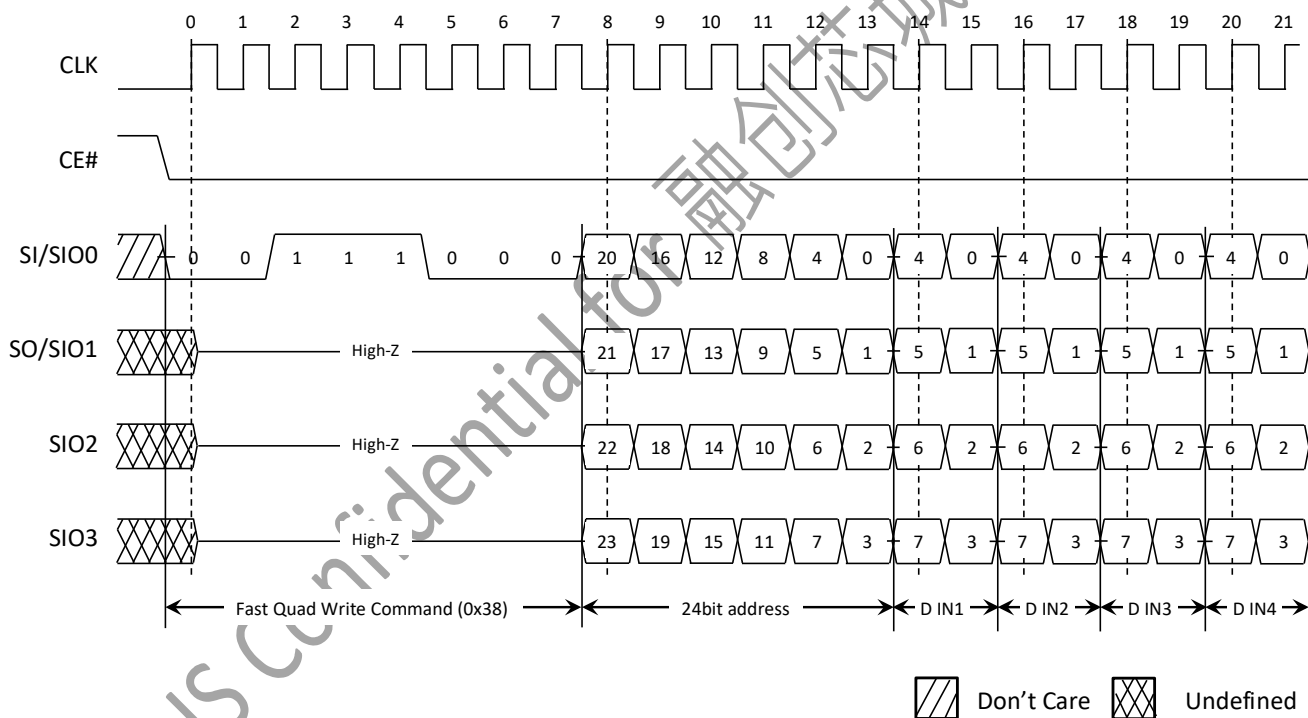 0 1 2 3 4 5 6 7 8 9 10 11 12 13 14 15 16 17 18 19 20 21
CLK
CE#
SI/SIO0 0 0 1 1 1 0 0 0 20 16 12 8 4 0 4 0 4 0 4 0 4 0
SO/SIO1 High-Z 21 17 13 9 5 1 5 1 5 1 5 1 5 1
SIO2 High-Z 22 18 14 10 6 2 6 2 6 2 6 2 6 2
SIO3 High-Z 23 19 15 11 7 3 7 3 7 3 7 3 7 3
Fast Quad Write Command (0x38) 24bit address D IN1 D IN2 D IN3 D IN4
Don't Care Undefined
Confidential for 融创芯城